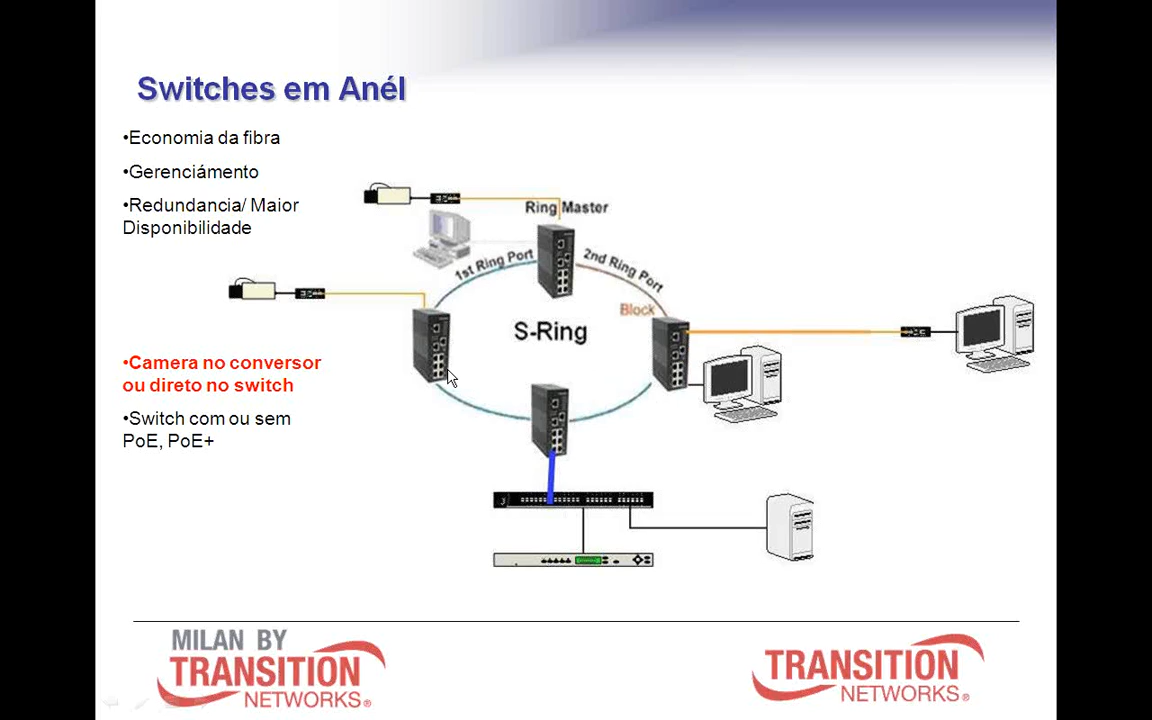 Switches em Anél
•Economia da fibra
•Gerenciámento
•Redundancia/ Maior
Disponibilidade
•Camera no conversor
ou direto no switch
•Switch com ou sem
PoE, PoE+
Ring Master
1st Ring Port
2nd Ring Port
Block
S-Ring
MILAN BY
TRANSITION
NETWORKS®
TRANSITION
NETWORKS®